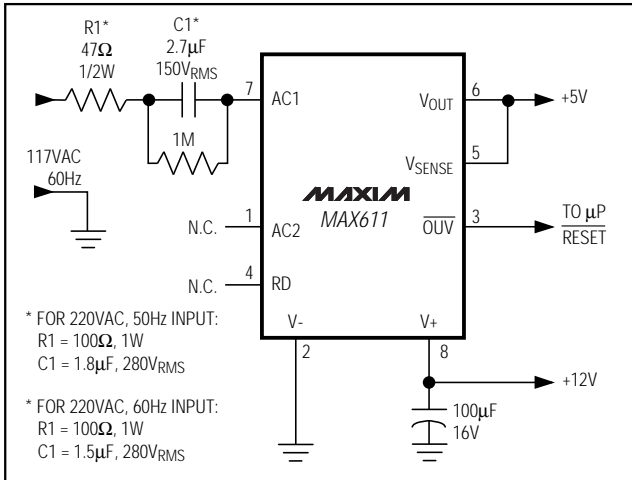 R1*
47Ω
1/2W
C1*
2.7μF
150VRMS
7
AC1
1M
117VAC
60Hz
N.C.
1
AC2
N.C.
4
RD
VOUT
6
+5V
VSENSE
5
MAXIM
MAX611
OUV
3
TO μP
RESET
V-
2
V+
8
+12V
100μF
16V
* FOR 220VAC, 50Hz INPUT:
R1 = 100Ω, 1W
C1 = 1.8μF, 280VRMS
* FOR 220VAC, 60Hz INPUT:
R1 = 100Ω, 1W
C1 = 1.5μF, 280VRMS